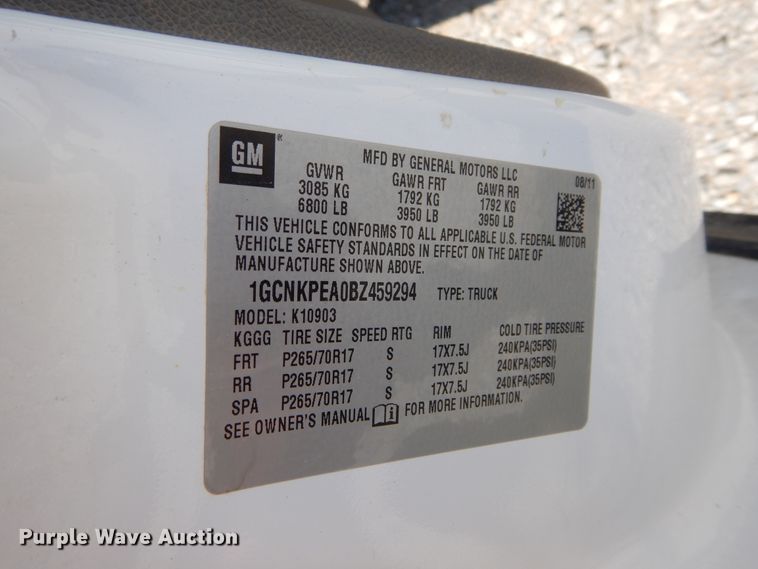 GM
MFD BY GENERAL MOTORS LLC
08/11
GVWR GAWR FRT GAWR RR
3085 KG 1792 KG 1792 KG
6800 LB 3950 LB 3950 LB
THIS VEHICLE CONFORMS TO ALL APPLICABLE U.S. FEDERAL MOTOR
VEHICLE SAFETY STANDARDS IN EFFECT ON THE DATE OF
MANUFACTURE SHOWN ABOVE.
1GCNKPEA0BZ459294 TYPE: TRUCK
MODEL: K10903
KGGG TIRE SIZE SPEED RTG RIM COLD TIRE PRESSURE
FRT P265/70R17 S 17X7.5J 240KPA(35PSI)
RR P265/70R17 S 17X7.5J 240KPA(35PSI)
SPA P265/70R17 S 17X7.5J 240KPA(35PSI)
SEE OWNER'S MANUAL FOR MORE INFORMATION.
Purple Wave Auction